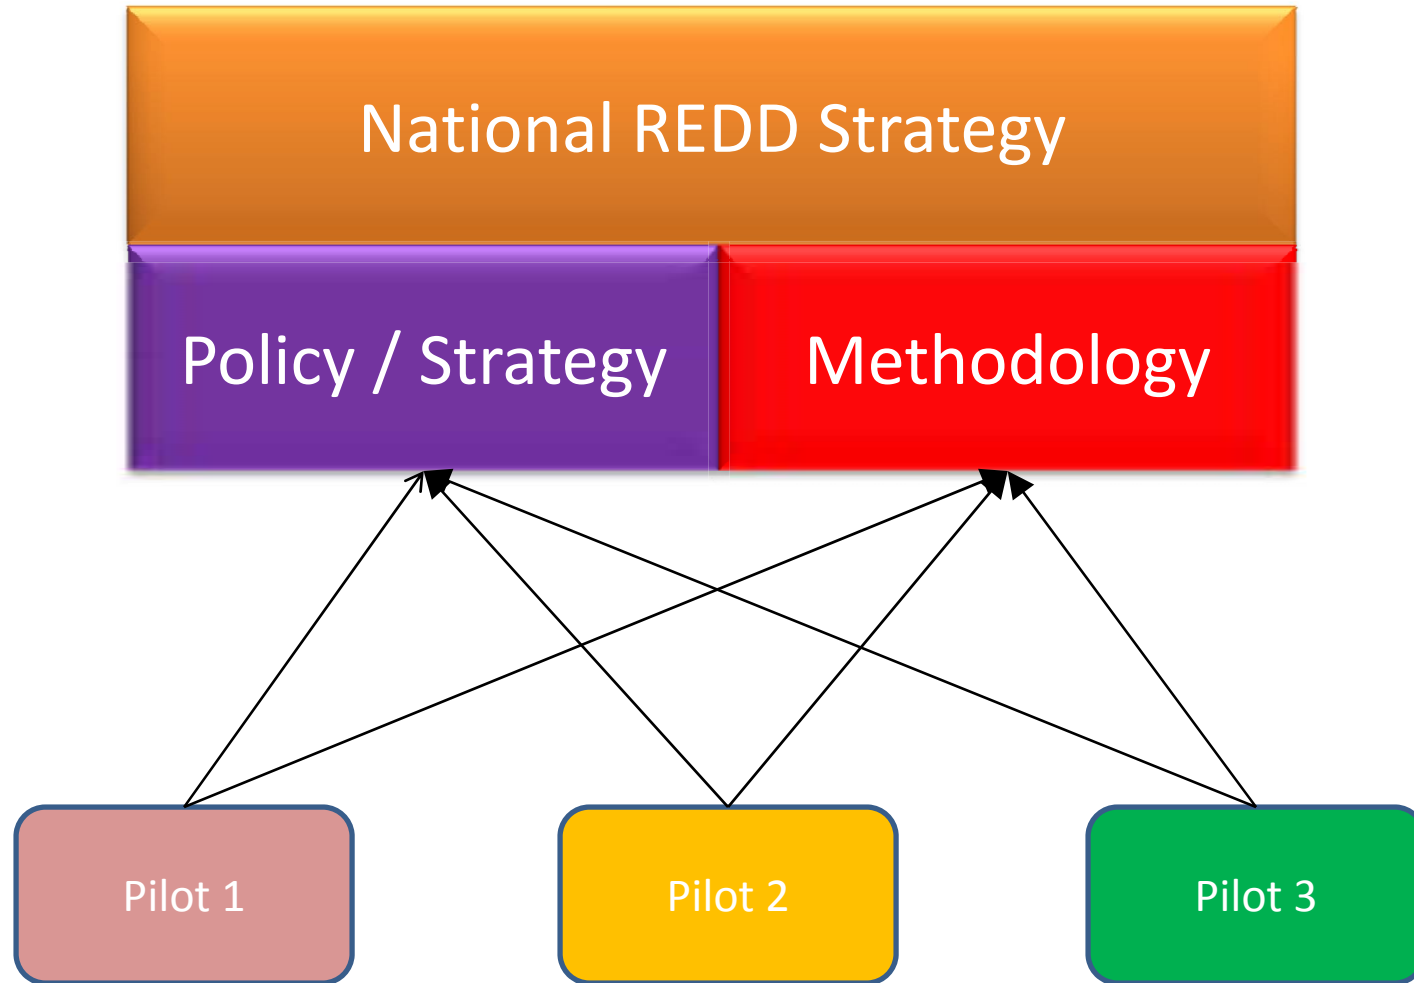 National REDD Strategy
Policy / Strategy
Methodology
Pilot 1
Pilot 2
Pilot 3